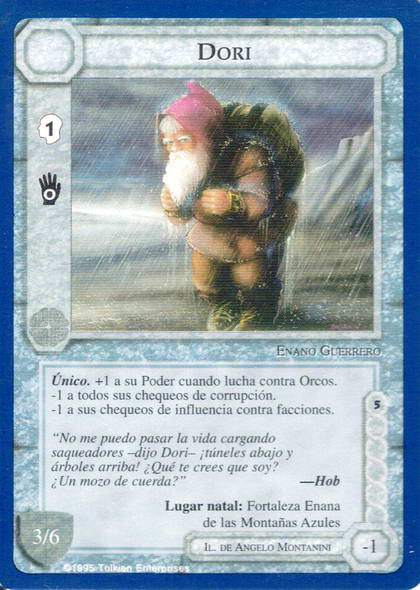 DORI
1
0
ENANO GUERRERO
Único. +1 a su Poder cuando lucha contra Orcos.
-1 a todos sus chequeos de corrupción.
-1 a sus chequeos de influencia contra facciones.
5
“No me puedo pasar la vida cargando
saqueadores –dijo Dori– ¡túneles abajo y
árboles arriba! ¿Qué te crees que soy?
¿Un mozo de cuerda?” —Hob
Lugar natal: Fortaleza Enana
de las Montañas Azules
3/6
IL. DE ANGELO MONTANINI
-1
©1995 Tolkien Enterprises